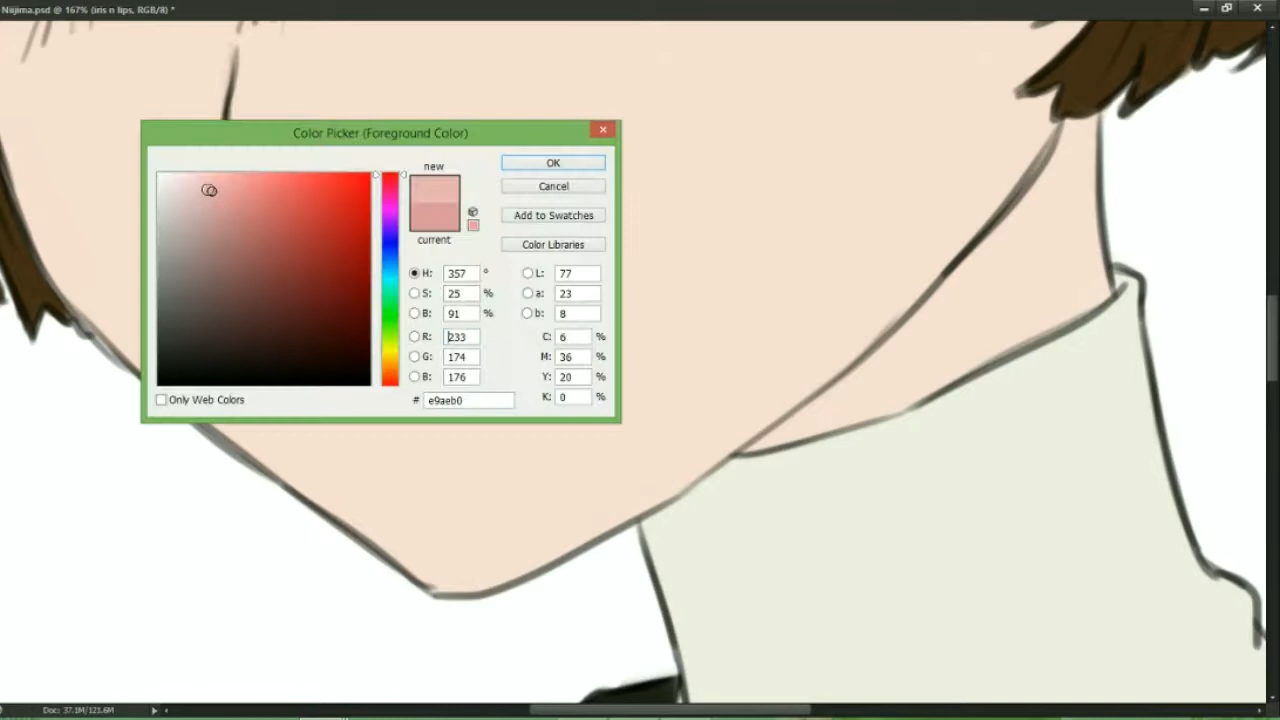 Niijima.psd @ 167% (iris n lips, RGB/8) *
Color Picker (Foreground Color)
new
current
OK
Cancel
Add to Swatches
Color Libraries
H: 357 °
S: 25 %
B: 91 %
R: 233
G: 174
B: 176
# e9aeb0
L: 77
a: 23
b: 8
C: 6 %
M: 36 %
Y: 20 %
K: 0 %
Only Web Colors
Doc: 37.1M/121.6M